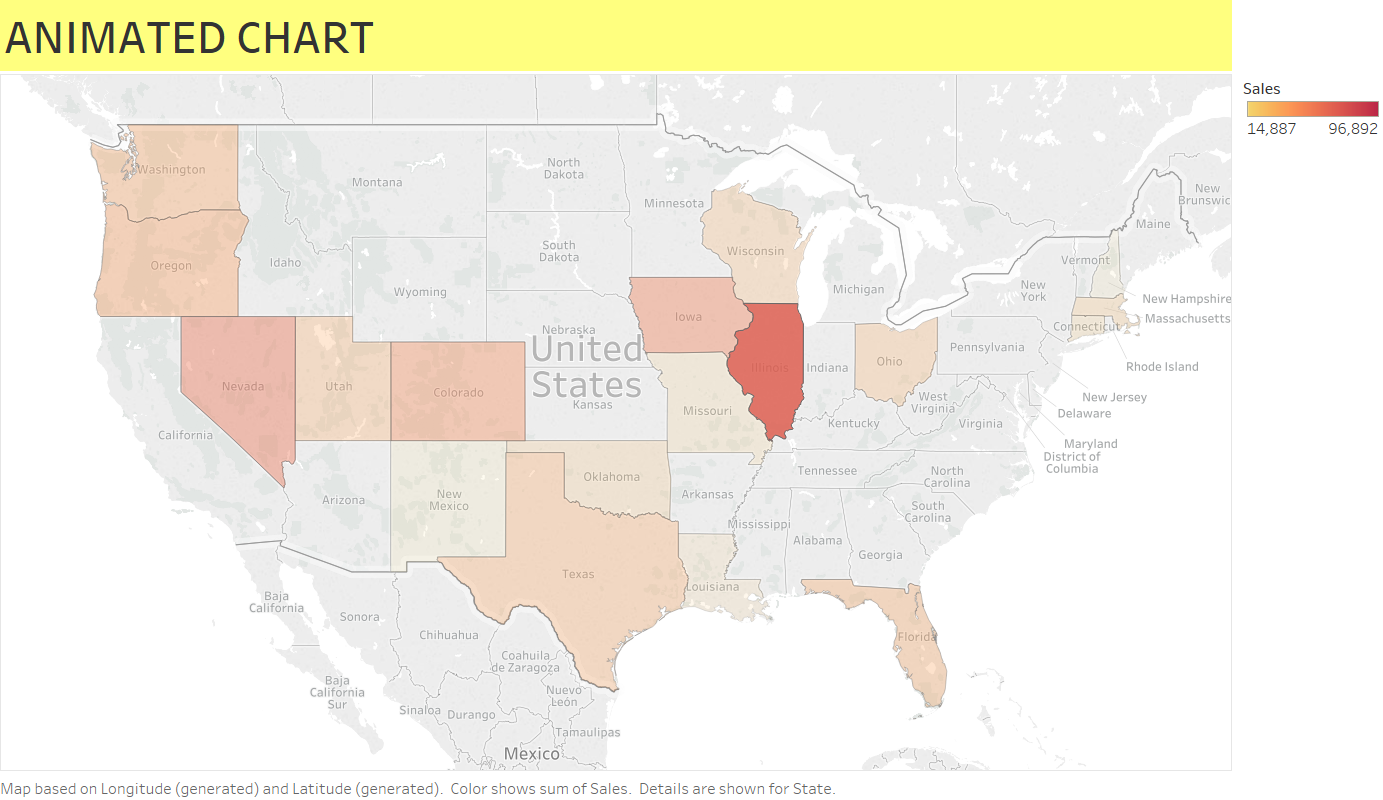 ANIMATED CHART
Sales
14,887 96,892
Washington
Montana
North
Dakota
Minnesota
New
Brunswic
Maine
Oregon
Idaho
South
Dakota
Wisconsin
Vermont
Wyoming
Michigan
New
York
New Hampshire
Massachusetts
Connecticut
Iowa
Nebraska
United
States
Illinois
Indiana
Ohio
Pennsylvania
Rhode Island
Nevada
Utah
Colorado
Kansas
Missouri
West
Virginia
New Jersey
Delaware
California
Kentucky
Virginia
Maryland
District of
Columbia
Arizona
New
Mexico
Oklahoma
Arkansas
Tennessee
North
Carolina
South
Carolina
Mississippi
Alabama
Georgia
Texas
Louisiana
Baja
California
Sonora
Chihuahua
Florida
Coahuila
de Zaragoza
Baja
California
Sur
Nuevo
León
Sinaloa
Durango
Tamaulipas
Mexico
Map based on Longitude (generated) and Latitude (generated).  Color shows sum of Sales.  Details are shown for State.